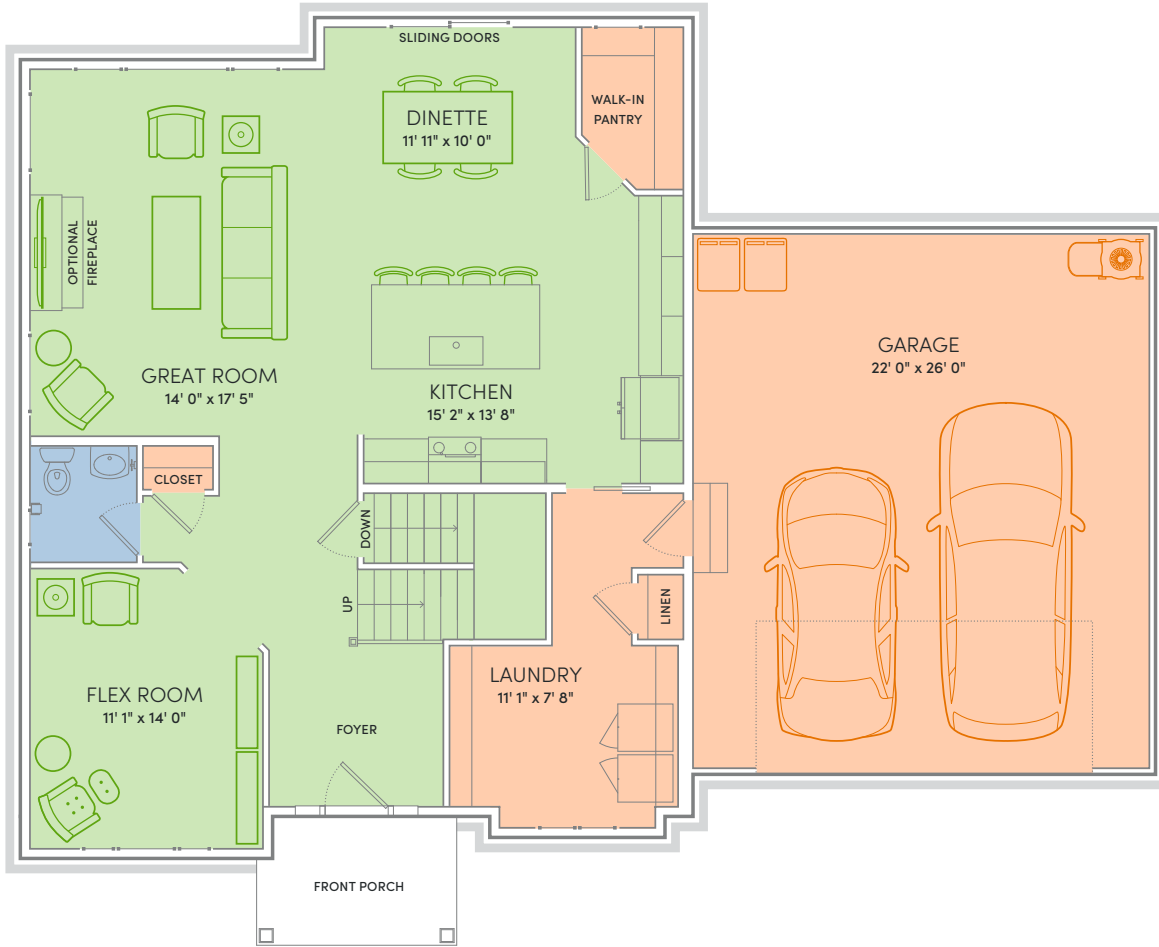 SLIDING DOORS
WALK-IN
PANTRY
DINETTE
11' 11" x 10' 0"
OPTIONAL
FIREPLACE
GREAT ROOM
14' 0" x 17' 5"
KITCHEN
15' 2" x 13' 8"
GARAGE
22' 0" x 26' 0"
CLOSET
DOWN
UP
LINEN
LAUNDRY
11' 1" x 7' 8"
FLEX ROOM
11' 1" x 14' 0"
FOYER
FRONT PORCH